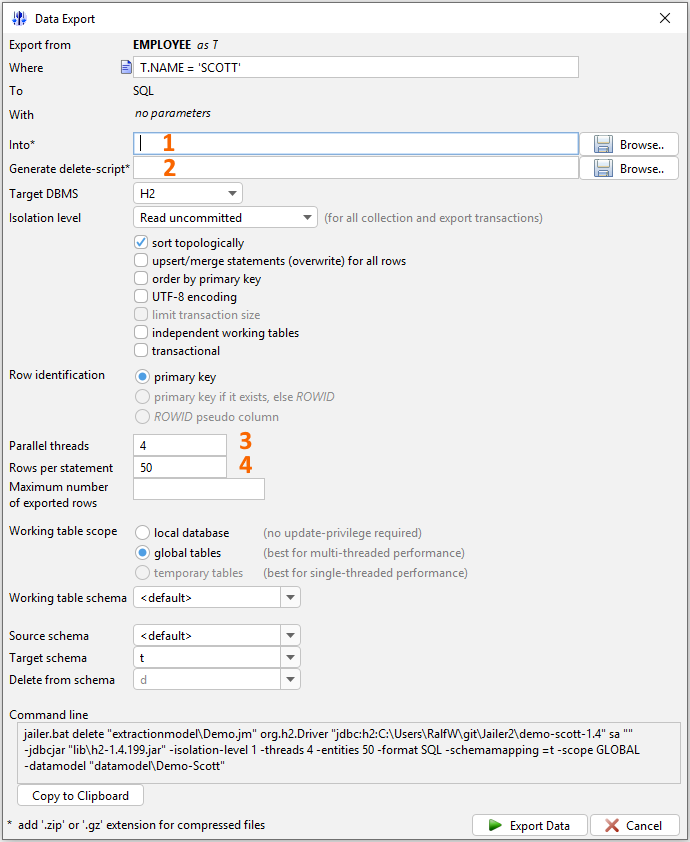 Data Export
Export from EMPLOYEE as T
Where T.NAME = 'SCOTT'
To SQL
With no parameters
Into* 1 Browse..
Generate delete-script* 2 Browse..
Target DBMS H2
Isolation level Read uncommitted (for all collection and export transactions)
sort topologically
upsert/merge statements (overwrite) for all rows
order by primary key
UTF-8 encoding
limit transaction size
independent working tables
transactional
Row identification primary key
primary key if it exists, else ROWID
ROWID pseudo column
Parallel threads 4 3
Rows per statement 50 4
Maximum number
of exported rows
Working table scope local database (no update-privilege required)
global tables (best for multi-threaded performance)
temporary tables (best for single-threaded performance)
Working table schema <default>
Source schema <default>
Target schema t
Delete from schema d
Command line
jailer.bat delete "extractionmodel\Demo.jm" org.h2.Driver "jdbc:h2:C:\Users\RalfW\git\Jailer2\demo-scott-1.4" sa ""
-jdbcjar "lib\h2-1.4.199.jar" -isolation-level 1 -threads 4 -entities 50 -format SQL -schemamapping =t -scope GLOBAL
-datamodel "datamodel\Demo-Scott"
Copy to Clipboard
* add '.zip' or '.gz' extension for compressed files Export Data Cancel